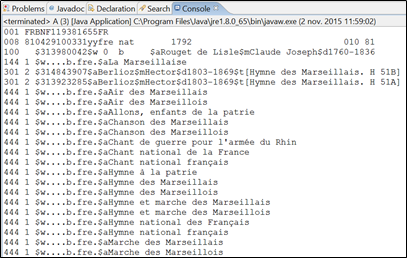 Problems @ Javadoc Declaration Search Console
<terminated> A (3) [Java Application] C:\Program Files\Java\jre1.8.0_65\bin\javaw.exe (2 nov. 2015 11:59:02)
001 FRBNF119381655FR
008 810429100331yyfre nat 1792 010 81
100 $313980042$w 0 b $aRouget de Lisle$mClaude Joseph$d1760-1836
144 1 $w....b.fre.$aLa Marseillaise
301 2 $314843907$aBerlioz$mHector$d1803-1869$t[Hymne des Marseillais. H 51B]
301 2 $313923285$aBerlioz$mHector$d1803-1869$t[Hymne des Marseillais. H 51A]
444 1 $w....b.fre.$aAir des Marseillais
444 1 $w....b.fre.$aAir des Marseillois
444 1 $w....b.fre.$aAllons, enfants de la patrie
444 1 $w....b.fre.$aChanson des Marseillais
444 1 $w....b.fre.$aChanson des Marseillois
444 1 $w....b.fre.$aChant de guerre pour l'armée du Rhin
444 1 $w....b.fre.$aChant national de la France
444 1 $w....b.fre.$aChant national français
444 1 $w....b.fre.$aHymne à la patrie
444 1 $w....b.fre.$aHymne des Marseillais
444 1 $w....b.fre.$aHymne des Marseillois
444 1 $w....b.fre.$aHymne et marche des Marseillais
444 1 $w....b.fre.$aHymne et marche des Marseillois
444 1 $w....b.fre.$aHymne national des Français
444 1 $w....b.fre.$aHymne national français
444 1 $w....b.fre.$aMarche des Marseillais
444 1 $w....b.fre.$aMarche des Marseillois